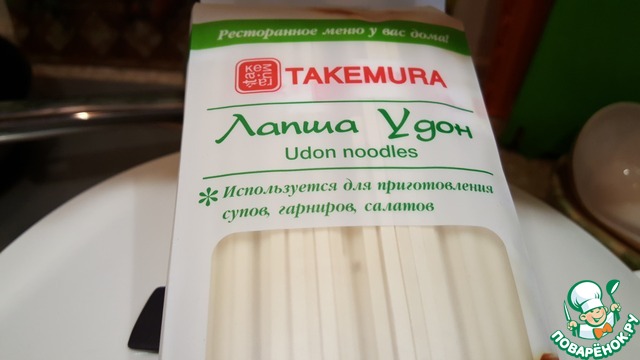 Ресторанное меню у вас дома!
TAKEMURA
Лапша Удон
Udon noodles
* Используется для приготовления
супов, гарниров, салатов
ПОВАРЁНОК.РУ